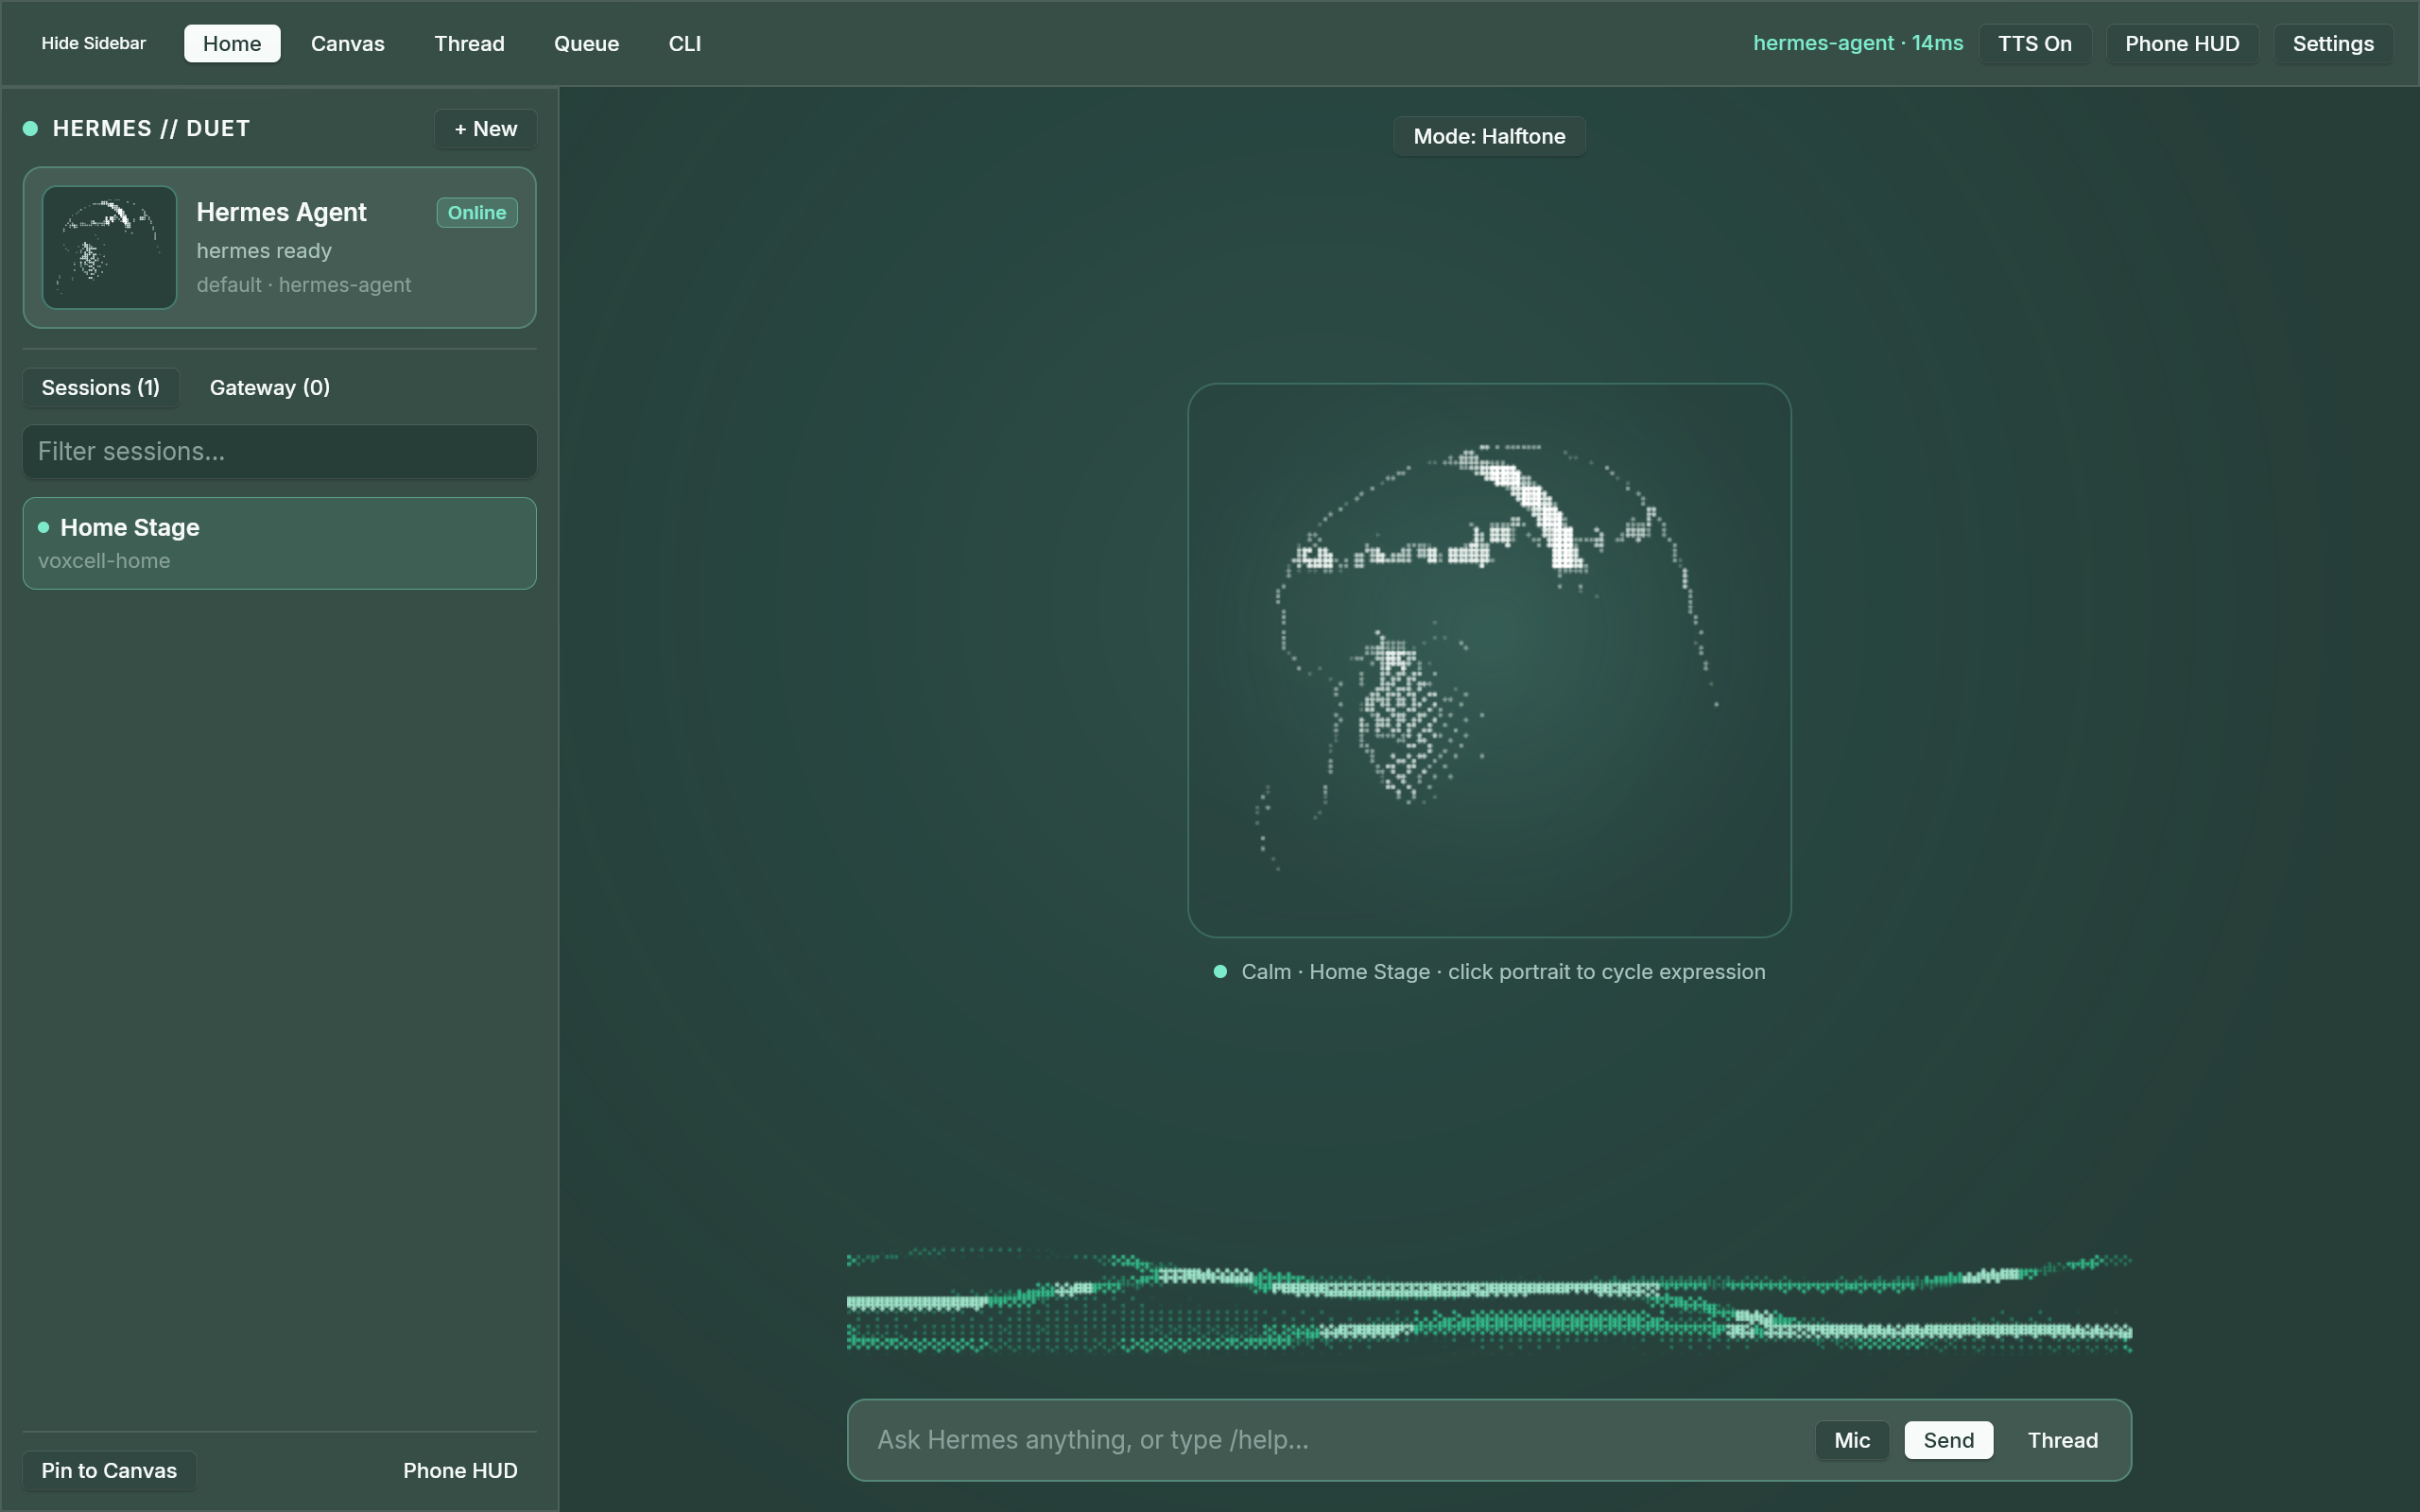 Hide Sidebar Home Canvas Thread Queue CLI hermes-agent · 14ms TTS On Phone HUD Settings
HERMES // DUET + New
Hermes Agent Online
hermes ready
default · hermes-agent
Sessions (1) Gateway (0)
Filter sessions...
Home Stage
voxcell-home
Pin to Canvas Phone HUD
Mode: Halftone
Calm · Home Stage · click portrait to cycle expression
Ask Hermes anything, or type /help... Mic Send Thread